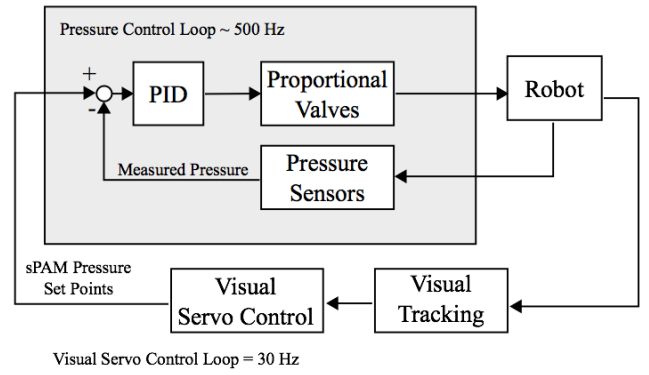 Pressure Control Loop ~ 500 Hz
+
-
PID
Proportional
Valves
Robot
Measured Pressure
Pressure
Sensors
sPAM Pressure
Set Points
Visual
Servo Control
Visual
Tracking
Visual Servo Control Loop = 30 Hz